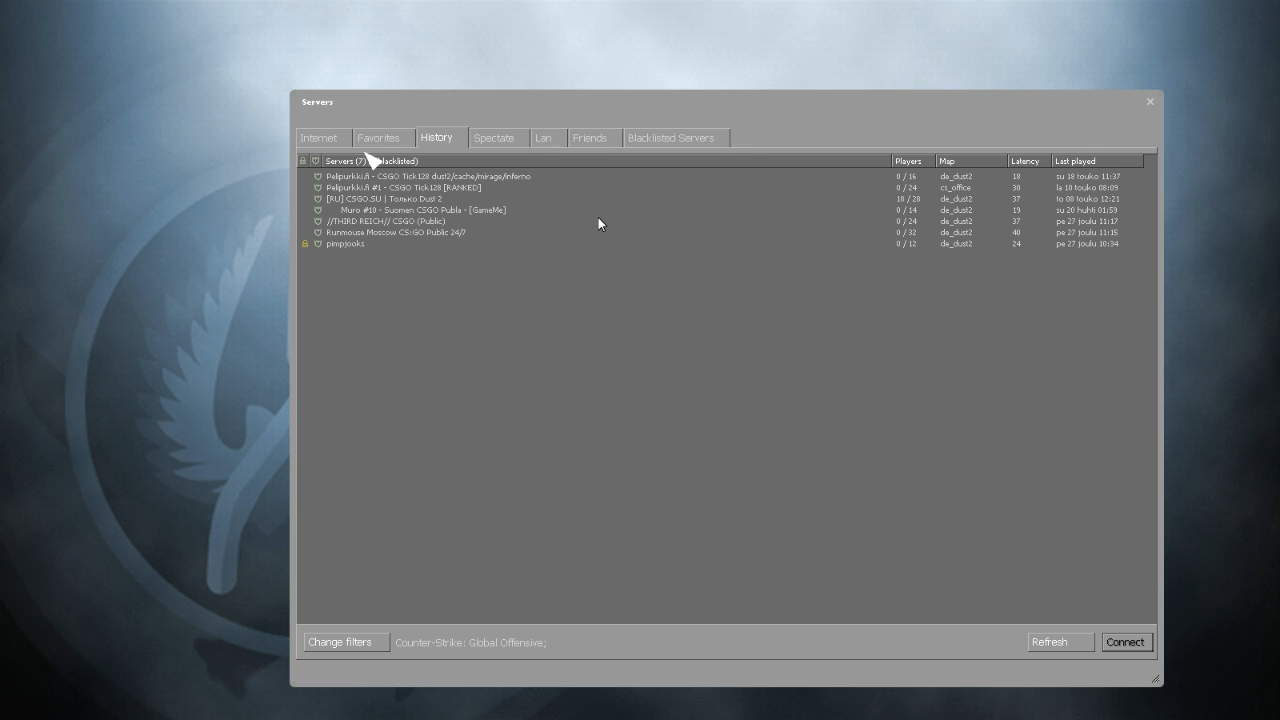 Servers
Internet Favorites History Spectate Lan Friends Blacklisted Servers
Servers (7) blacklisted) Players Map Latency Last played
Pelipurkki.fi - CSGO Tick128 dust2/cache/mirage/inferno 0 / 16 de_dust2 18 su 18 touko 11:37
Pelipurkki.fi #1 - CSGO Tick128 [RANKED] 0 / 24 cs_office 30 la 10 touko 08:09
[RU] CSGO.SU | Только Dust 2 18 / 20 de_dust2 37 to 08 touko 12:21
Muro #10 - Suomen CSGO Publa - [GameMe] 0 / 14 de_dust2 19 su 20 huhti 01:59
//THIRD REICH// CSGO (Public) 0 / 24 de_dust2 37 pe 27 joulu 11:17
Runmouse Moscow CS:GO Public 24/7 0 / 32 de_dust2 40 pe 27 joulu 11:15
pimpjooks 0 / 12 de_dust2 24 pe 27 joulu 10:34
Change filters Counter-Strike: Global Offensive; Refresh Connect